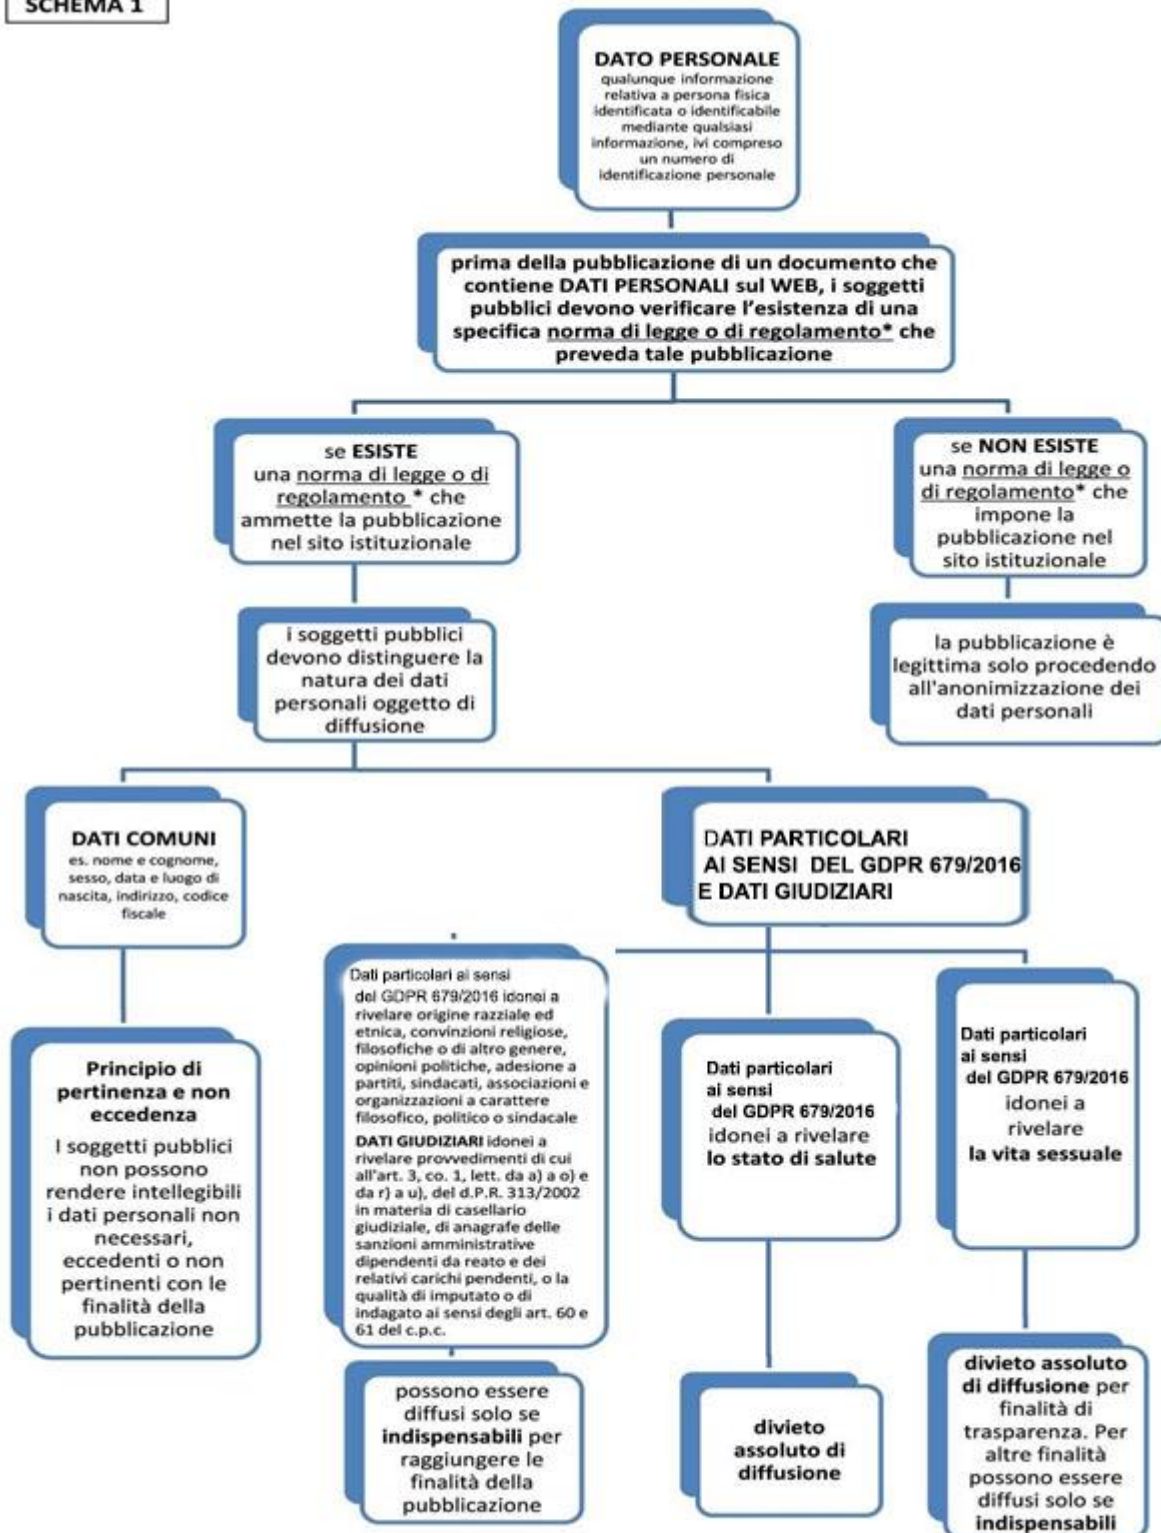 SCHEMA 1
DATO PERSONALE
qualunque informazione
relativa a persona fisica
identificata o identificabile
mediante qualsiasi
informazione, ivi compreso
un numero di
identificazione personale
prima della pubblicazione di un documento che
contiene DATI PERSONALI sul WEB, i soggetti
pubblici devono verificare l'esistenza di una
specifica norma di legge o di regolamento* che
preveda tale pubblicazione
se ESISTE
una norma di legge o di
regolamento * che
ammette la pubblicazione
nel sito istituzionale
se NON ESISTE
una norma di legge o
di regolamento* che
impone la
pubblicazione nel
sito istituzionale
i soggetti pubblici
devono distinguere la
natura dei dati
personali oggetto di
diffusione
la pubblicazione è
legittima solo procedendo
all'anonimizzazione dei
dati personali
DATI COMUNI
es. nome e cognome,
sesso, data e luogo di
nascita, indirizzo, codice
fiscale
DATI PARTICOLARI
AI SENSI DEL GDPR 679/2016
E DATI GIUDIZIARI
Principio di
pertinenza e non
eccedenza
I soggetti pubblici
non possono
rendere intellegibili
i dati personali non
necessari,
eccedenti o non
pertinenti con le
finalità della
pubblicazione
Dati particolari ai sensi
del GDPR 679/2016 idonei a
rivelare origine razziale ed
etnica, convinzioni religiose,
filosofiche o di altro genere,
opinioni politiche, adesione a
partiti, sindacati, associazioni e
organizzazioni a carattere
filosofico, politico o sindacale
DATI GIUDIZIARI idonei a
rivelare provvedimenti di cui
all'art. 3, co. 1, lett. da a) a o) e
da r) a u), del d.P.R. 313/2002
in materia di casellario
giudiziale, di anagrafe delle
sanzioni amministrative
dipendenti da reato e dei
relativi carichi pendenti, o la
qualità di imputato o di
indagato ai sensi degli art. 60 e
61 del c.p.c.
Dati particolari
ai sensi
del GDPR 679/2016
idonei a rivelare
lo stato di salute
Dati particolari
ai sensi
del GDPR 679/2016
idonei a
rivelare
la vita sessuale
possono essere
diffusi solo se
indispensabili per
raggiungere le
finalità della
pubblicazione
divieto
assoluto di
diffusione
divieto assoluto
di diffusione per
finalità di
trasparenza. Per
altre finalità
possono essere
diffusi solo se
indispensabili